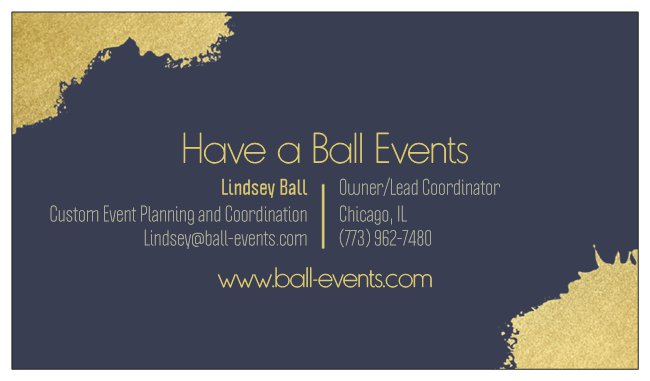 Have a Ball Events
Lindsey Ball
Custom Event Planning and Coordination
Lindsey@ball-events.com
Owner/Lead Coordinator
Chicago, IL
(773) 962-7480
www.ball-events.com